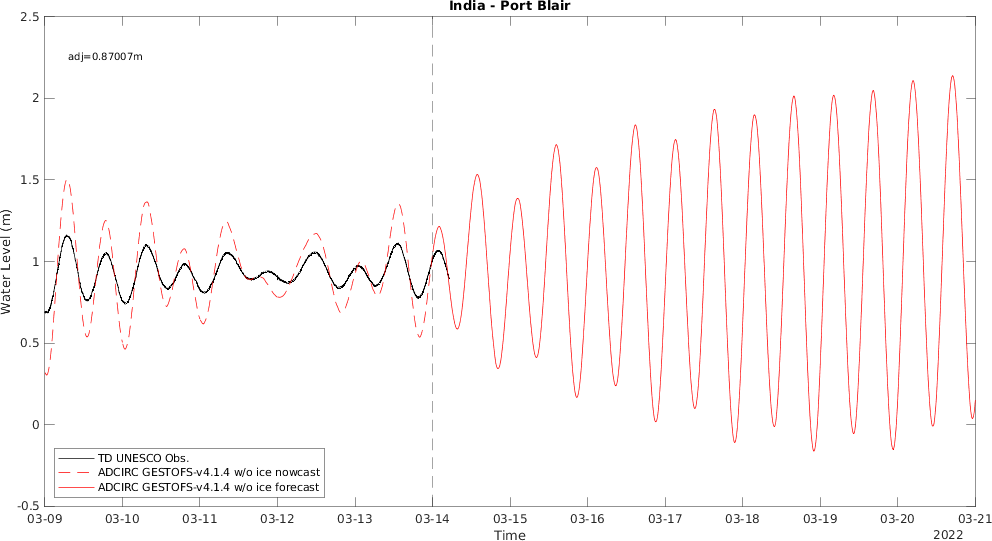 India - Port Blair
2.5
adj=0.87007m
2
1.5
1
0.5
0
-0.5
Water Level (m)
TD UNESCO Obs.
ADCIRC GESTOFS-v4.1.4 w/o ice nowcast
ADCIRC GESTOFS-v4.1.4 w/o ice forecast
03-09 03-10 03-11 03-12 03-13 03-14 03-15 03-16 03-17 03-18 03-19 03-20 03-21
Time
2022